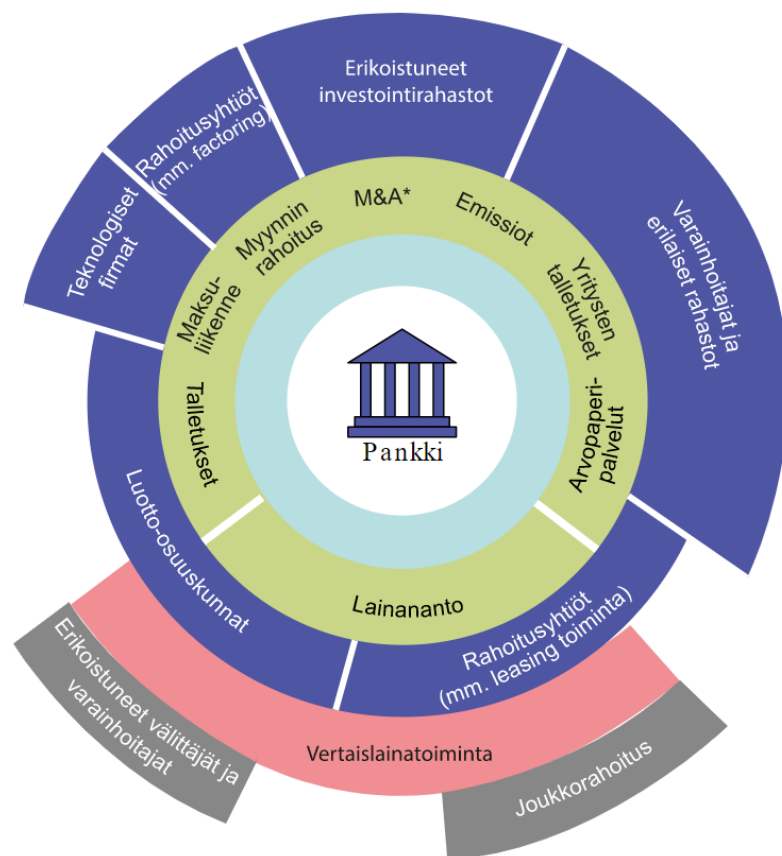 Erikoistuneet
investointirahastot
Rahoitusyhtiöt
(mm. factoring)
Teknologiset
firmat
Varainhoitajat ja
erilaiset rahastot
M&A*
Emissiot
Myynnin
rahoitus
Yritysten
talletukset
Maksu-
liikenne
Talletukset
Arvopaperi-
palvelut
Pankki
Lainananto
Luotto-osuuskunnat
Rahoitusyhtiöt
(mm. leasing toiminta)
Vertaislainatoiminta
Erikoistuneet välittäjät ja
varainhoitajat
Joukkorahoitus